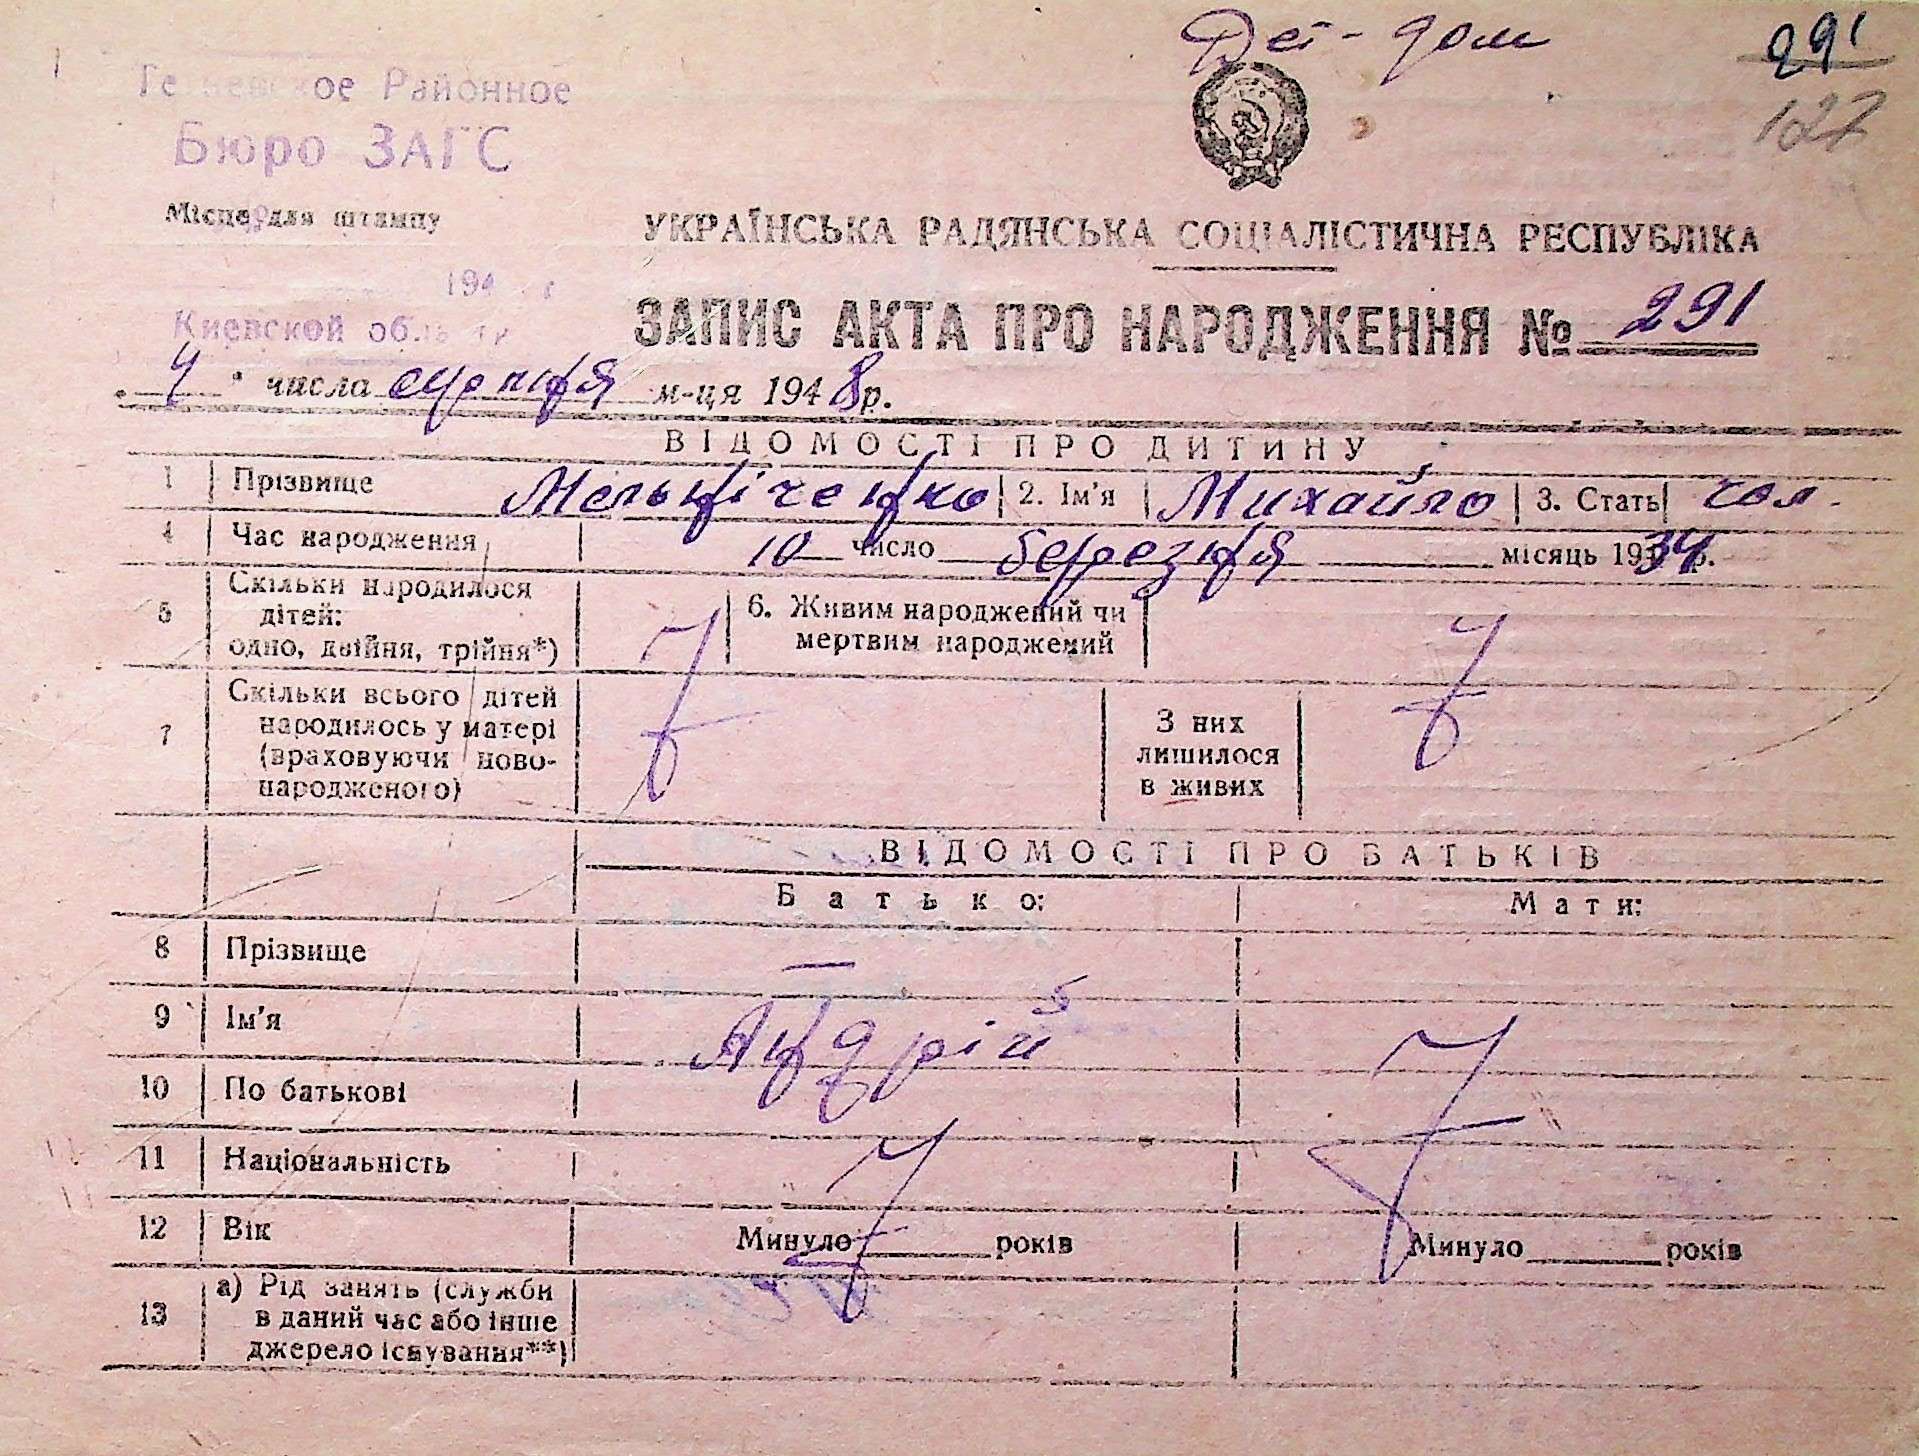 Дет-дом
291
127
Районное
Бюро ЗАГС
Місце для штампу
194
Киевской
УКРАЇНСЬКА РАДЯНСЬКА СОЦІАЛІСТИЧНА РЕСПУБЛІКА
ЗАПИС АКТА ПРО НАРОДЖЕННЯ № 291
числа серпня м-ця 1948 р.
ВІДОМОСТІ ПРО ДИТИНУ
1 Прізвище Мельніченко 2. Ім'я Михайло 3. Стать чол.
4 Час народження 10 число березня місяць 1934 р.
5 Скільки народилося
дітей:
одно, двійня, трійня*)
6. Живим народжений чи
мертвим народжений
7 Скільки всього дітей
народилось у матері
(враховуючи ново-
народженого)
З них
лишилося
в живих
ВІДОМОСТІ ПРО БАТЬКІВ
Батько: Мати:
8 Прізвище —
9 Ім'я Андрій
10 По батькові
11 Національність
12 Вік Минуло років Минуло років
13 а) Рід занять (служби
в даний час або інше
джерело існування**)